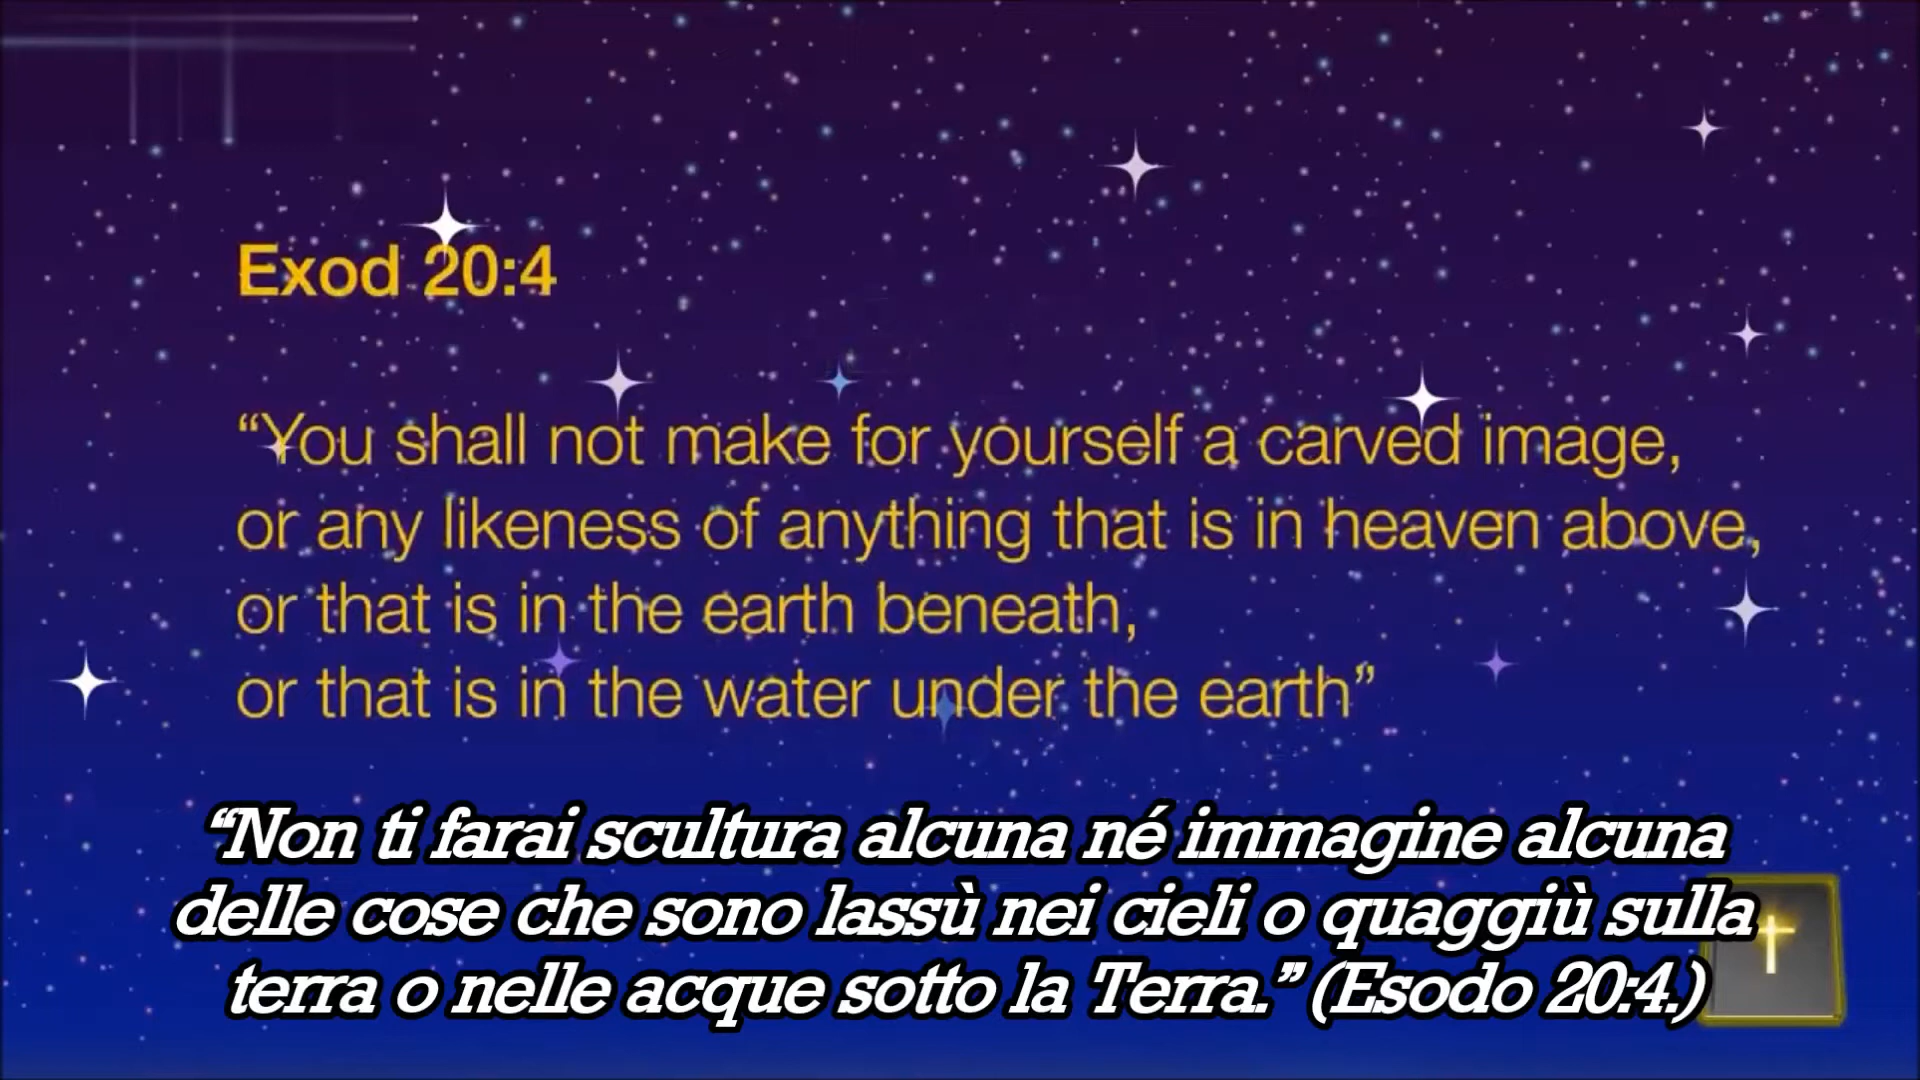 Exod 20:4
“You shall not make for yourself a carved image,
or any likeness of anything that is in heaven above,
or that is in the earth beneath,
or that is in the water under the earth”
“Non ti farai scultura alcuna né immagine alcuna
delle cose che sono lassù nei cieli o quaggiù sulla
terra o nelle acque sotto la Terra.” (Esodo 20:4.)